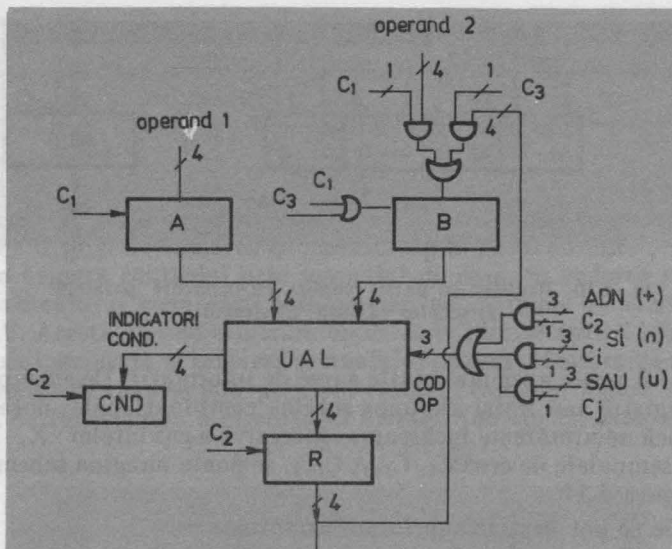 operand 2
1
4
1
C1
C3
4
operand 1
4
C1
C1
C3
A
B
4
4
INDICATORI
COND.
4
UAL
3
COD
OP
3
ADN (+)
1
C2
3
SI (∩)
1
Ci
3
SAU (∪)
1
Cj
C2
CND
4
C2
R
4